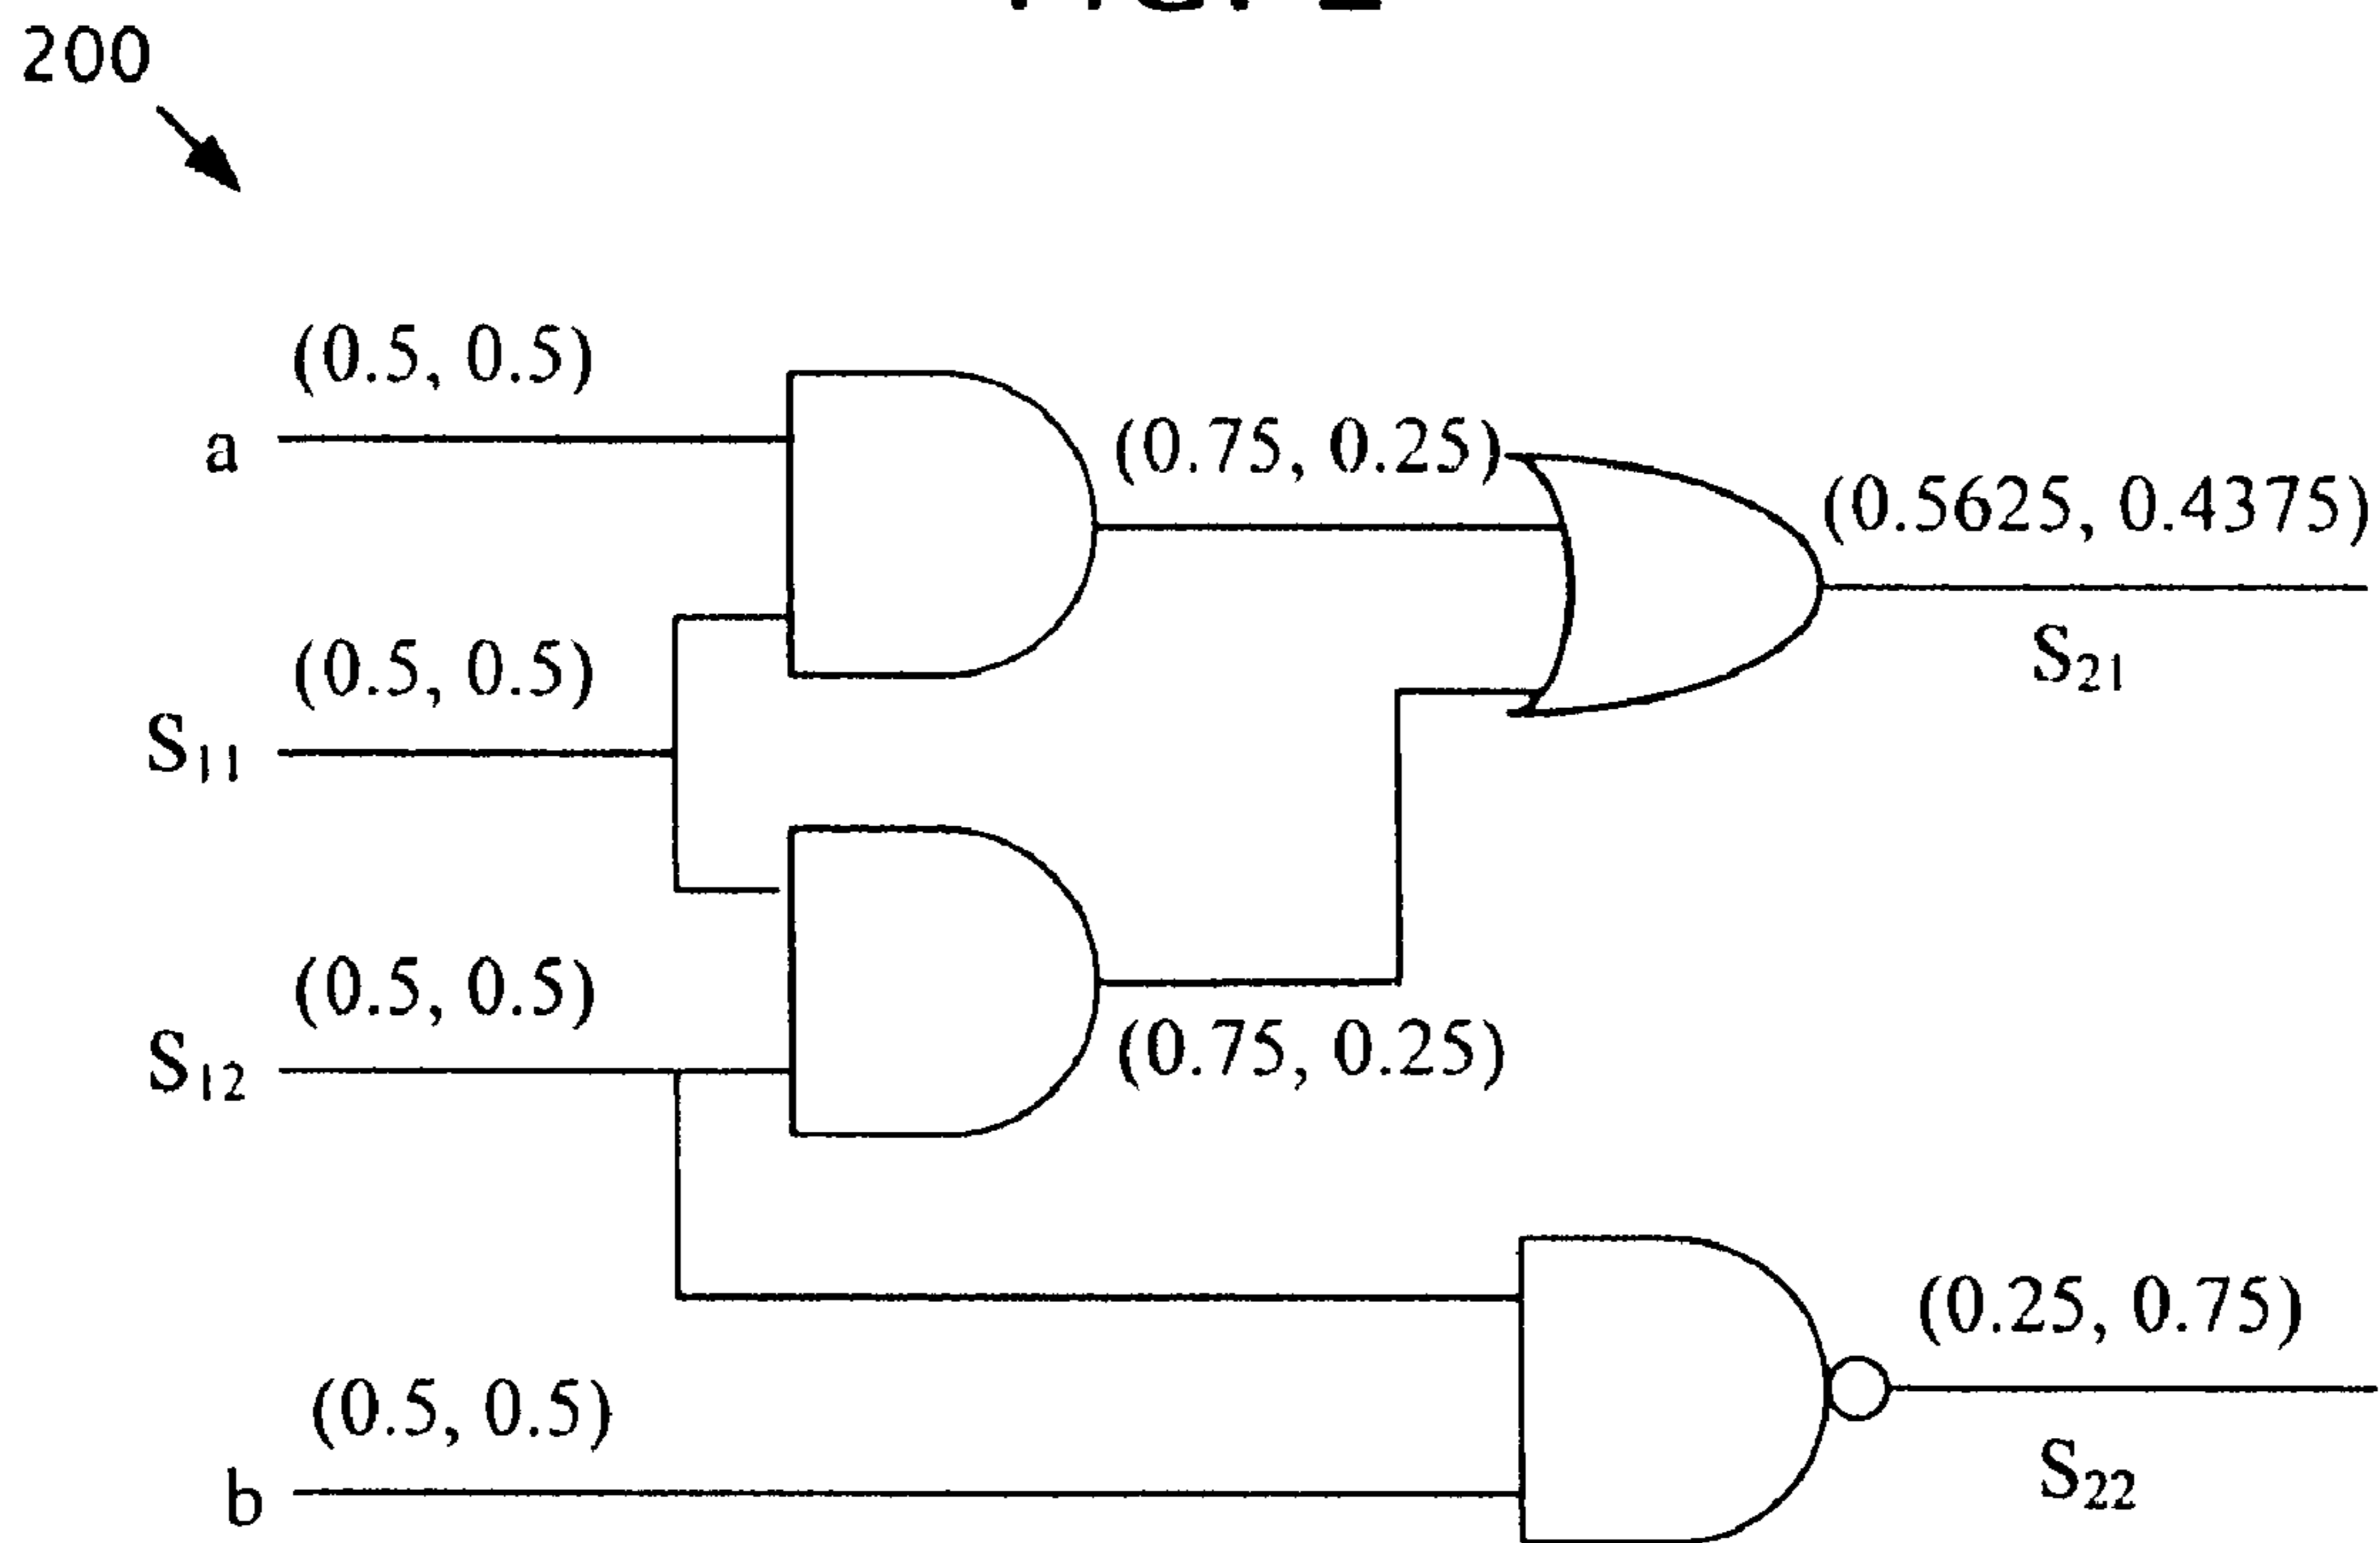 200
(0.5, 0.5)
a
(0.75, 0.25)
(0.5625, 0.4375)
S21
(0.5, 0.5)
S11
(0.5, 0.5)
S12
(0.75, 0.25)
(0.25, 0.75)
S22
(0.5, 0.5)
b